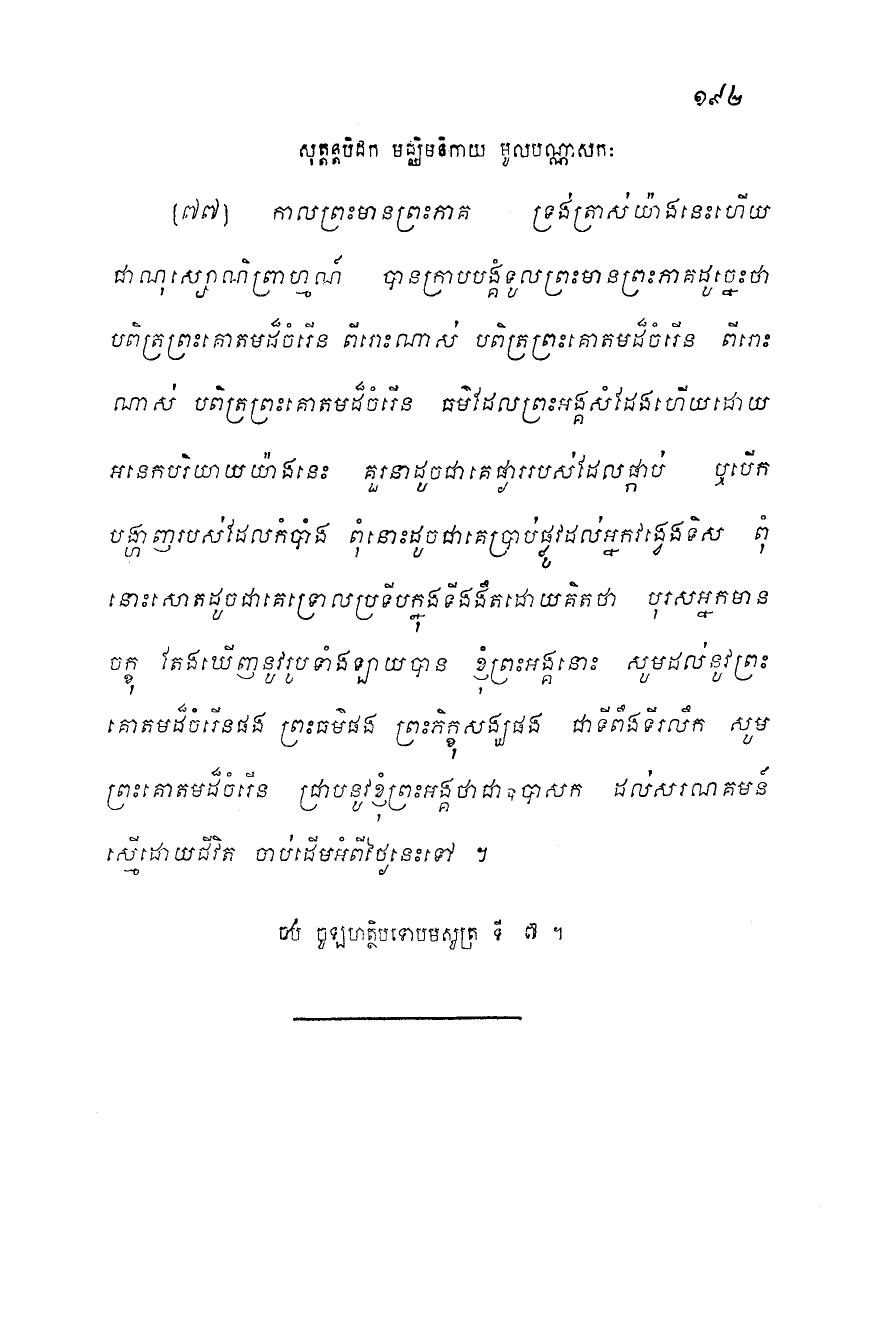 ១៩២
សុត្តន្តបិដក មជ្ឈិមនិកាយ មូលបណ្ណាសកៈ
(៧៧) កាលព្រះមានព្រះភាគ ទ្រង់ត្រាស់យ៉ាងនេះហើយ
ជាណុស្សោណិព្រាហ្មណ៍ បានក្រាបបង្គំទូលព្រះមានព្រះភាគដូច្នេះថា
បពិត្រព្រះគោតមដ៏ចំរើន ពីរោះណាស់ បពិត្រព្រះគោតមដ៏ចំរើន ពីរោះ
ណាស់ បពិត្រព្រះគោតមដ៏ចំរើន ធម៌ដែលព្រះអង្គសំដែងហើយដោយ
អនេកបរិយាយយ៉ាងនេះ គួរនាដូចជាគេផ្ងាររបស់ដែលផ្កាប់ ឬបើក
បង្ហាញរបស់ដែលកំបាំង ពុំនោះដូចជាគេប្រាប់ផ្លូវដល់អ្នកវង្វេងទិស ពុំ
នោះសោតដូចជាគេទ្រោលប្រទីបក្នុងទីងងឹតដោយគិតថា បុរសអ្នកមាន
ចក្ខុ តែងឃើញនូវរូបទាំងឡាយបាន ខ្ញុំព្រះអង្គនោះ សូមដល់នូវព្រះ
គោតមដ៏ចំរើនផង ព្រះធម៌ផង ព្រះភិក្ខុសង្ឃផង ជាទីពឹងទីរលឹក សូម
ព្រះគោតមដ៏ចំរើន ជ្រាបនូវខ្ញុំព្រះអង្គថាជាឧបាសក ដល់សរណគមន៍
ស្មើដោយជីវិត ចាប់ដើមអំពីថ្ងៃនេះទៅ ។
ចប់ ចូឡហត្ថិបទោបមសូត្រ ទី ៧ ។